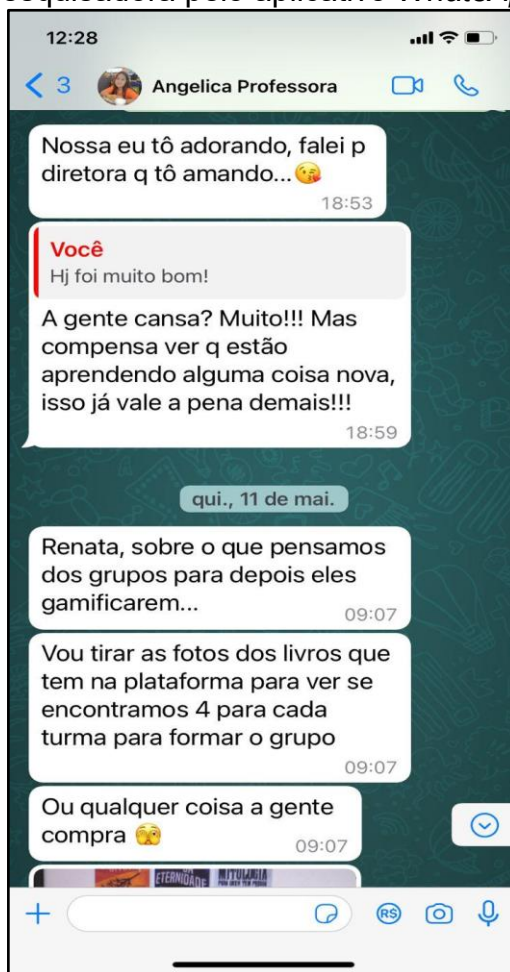 12:28
3 Angelica Professora
Nossa eu tô adorando, falei p
diretora q tô amando...😘
18:53
Você
Hj foi muito bom!
A gente cansa? Muito!!! Mas
compensa ver q estão
aprendendo alguma coisa nova,
isso já vale a pena demais!!!
18:59
qui., 11 de mai.
Renata, sobre o que pensamos
dos grupos para depois eles
gamificarem...
09:07
Vou tirar as fotos dos livros que
tem na plataforma para ver se
encontramos 4 para cada
turma para formar o grupo
09:07
Ou qualquer coisa a gente
compra 🫣
09:07
ETERNIDADE MITOLOGIA
R$